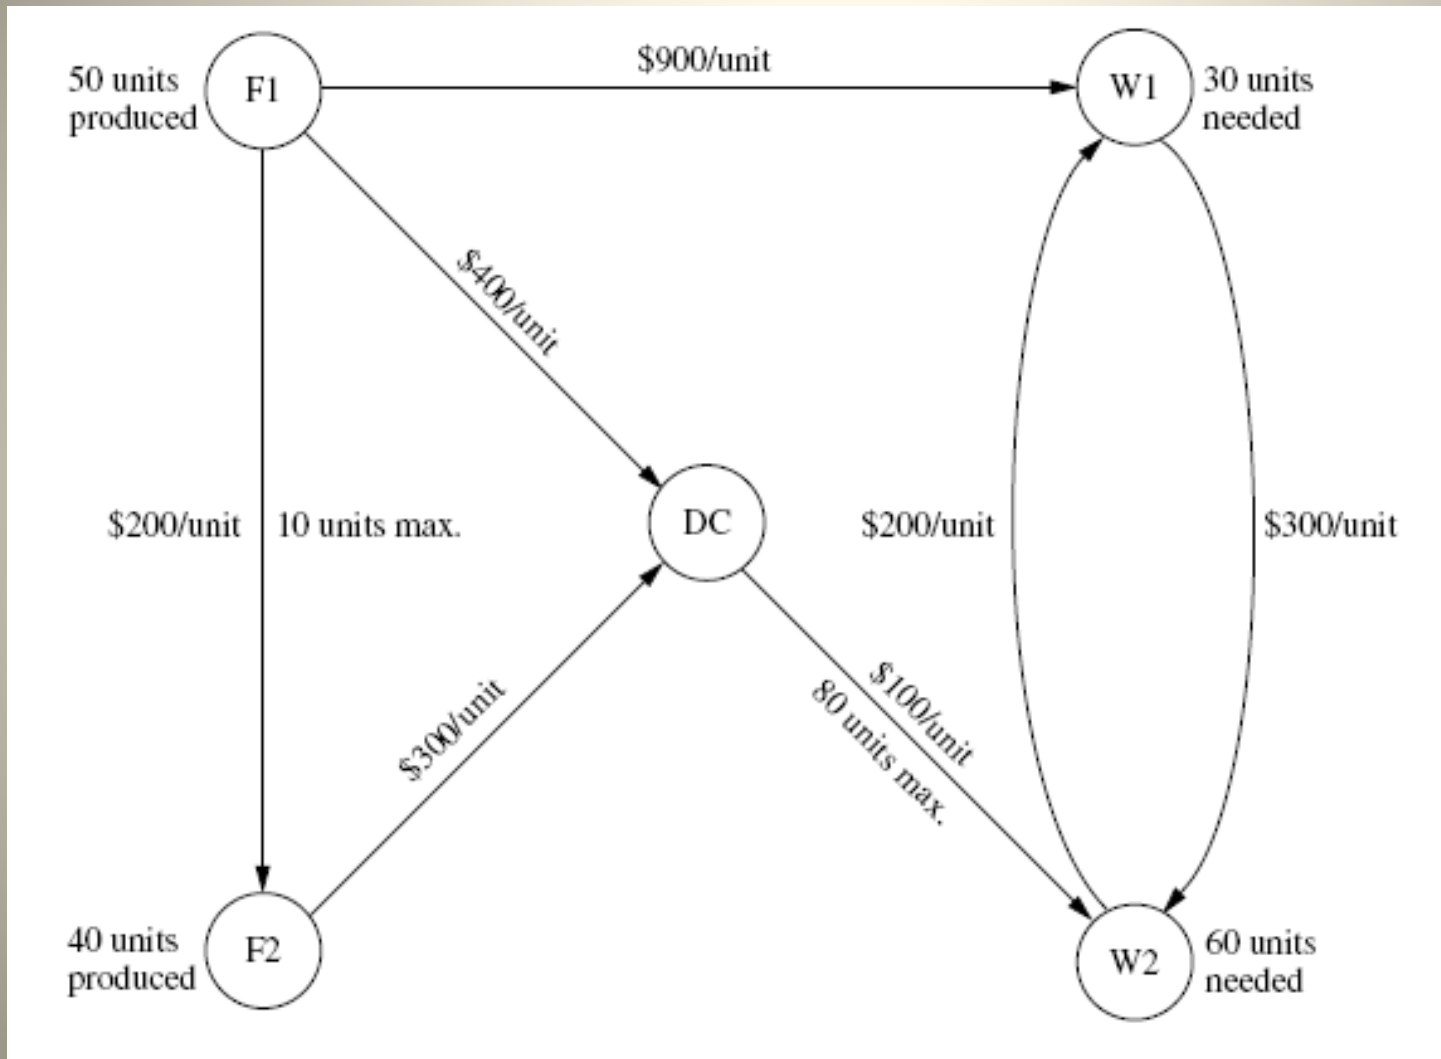 $900/unit
50 units
produced
F1
W1
30 units
needed
$400/unit
$200/unit
10 units max.
DC
$200/unit
$300/unit
$300/unit
$100/unit
80 units max.
40 units
produced
F2
W2
60 units
needed